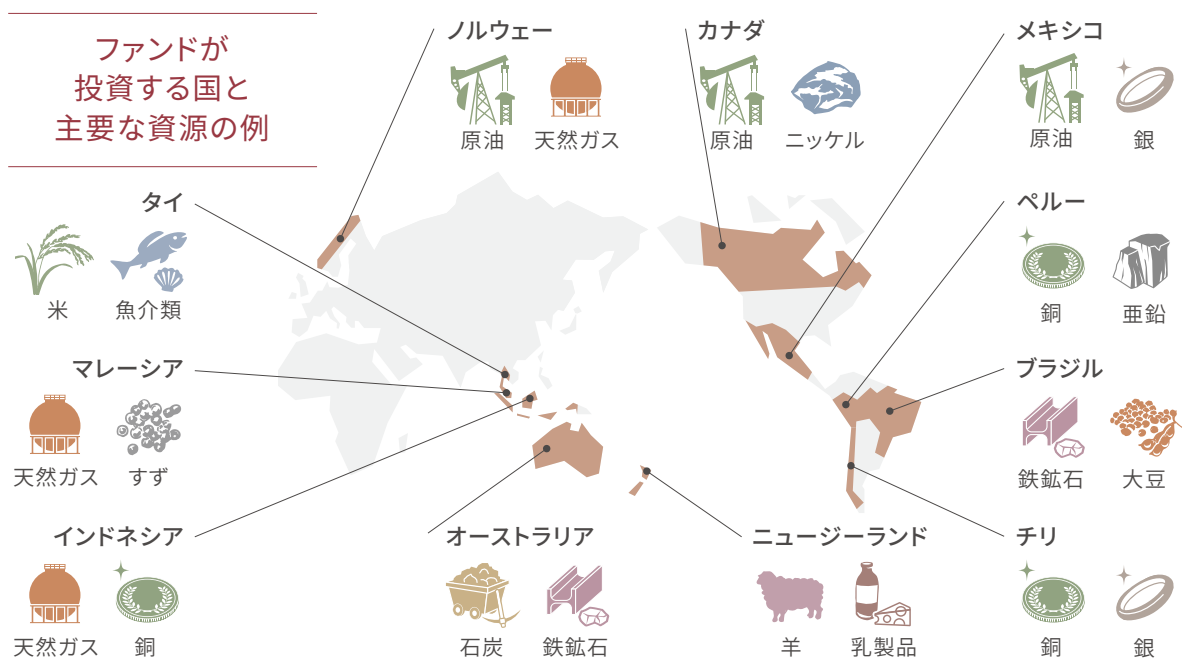 ファンドが
投資する国と
主要な資源の例
ノルウェー
原油 天然ガス
カナダ
原油 ニッケル
メキシコ
原油 銀
タイ
米 魚介類
ペルー
銅 亜鉛
マレーシア
天然ガス すず
ブラジル
鉄鉱石 大豆
インドネシア
天然ガス 銅
オーストラリア
石炭 鉄鉱石
ニュージーランド
羊 乳製品
チリ
銅 銀